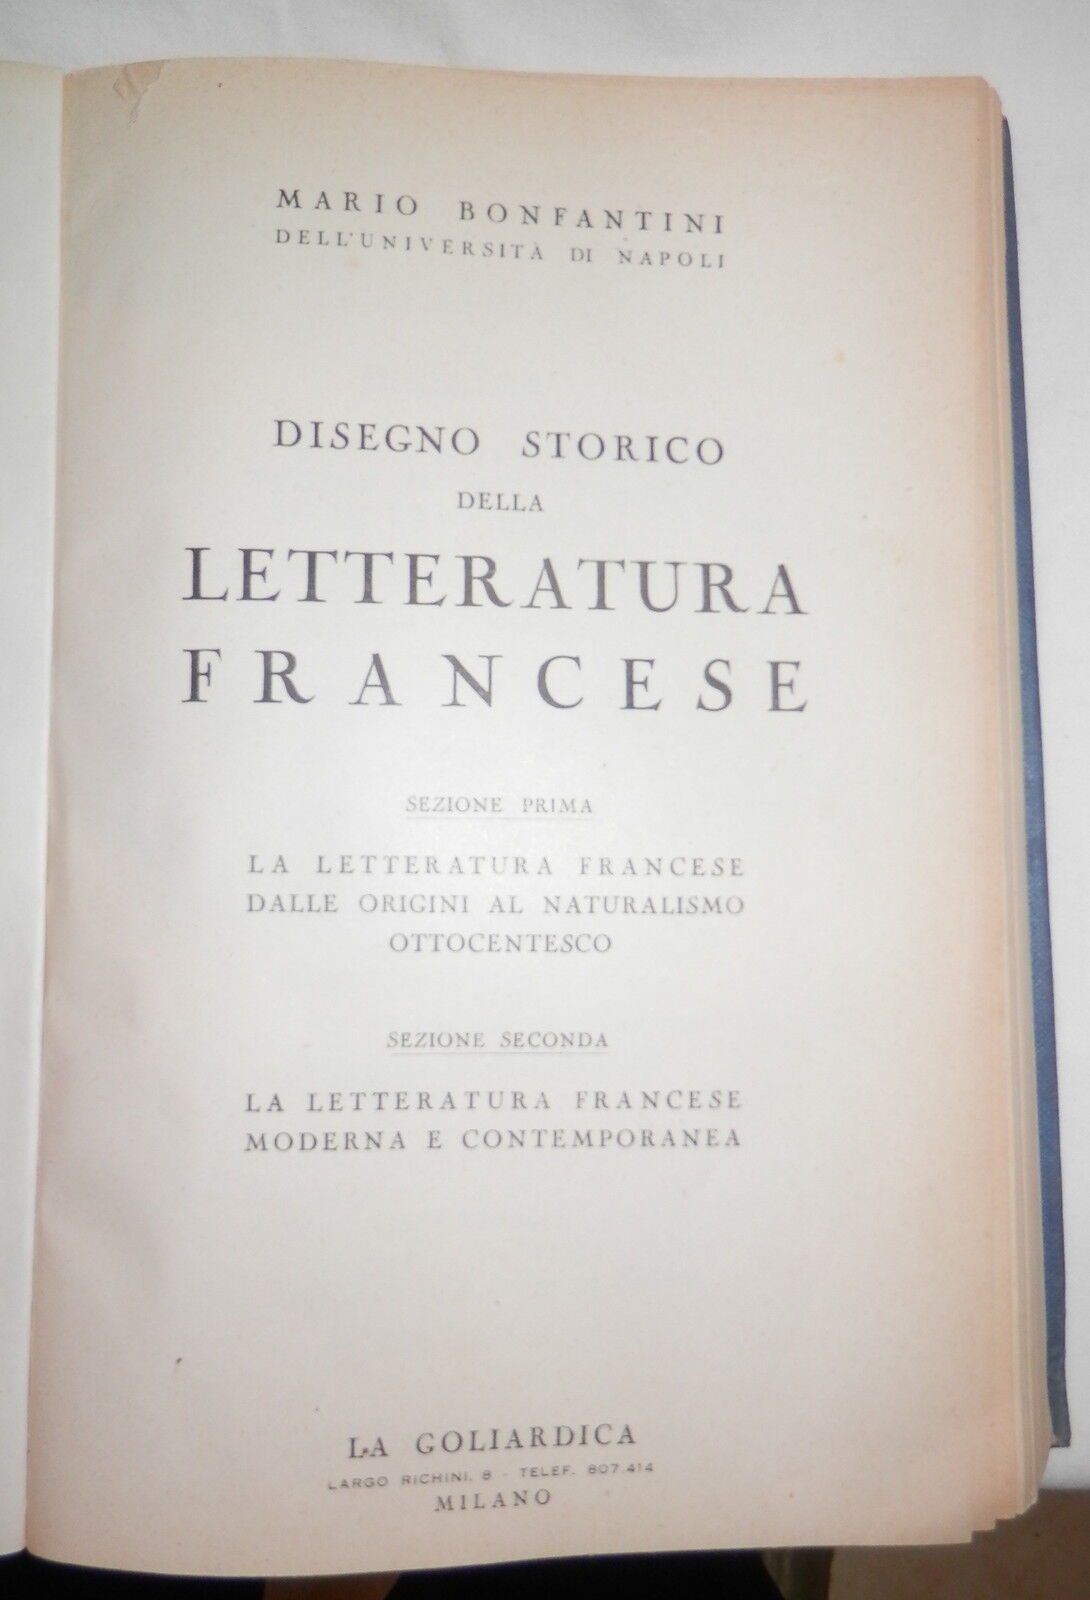 MARIO BONFANTINI
DELL'UNIVERSITÀ DI NAPOLI
DISEGNO STORICO
DELLA
LETTERATURA
FRANCESE
SEZIONE PRIMA
LA LETTERATURA FRANCESE
DALLE ORIGINI AL NATURALISMO
OTTOCENTESCO
SEZIONE SECONDA
LA LETTERATURA FRANCESE
MODERNA E CONTEMPORANEA
LA GOLIARDICA
LARGO RICHINI, 8 - TELEF. 807.414
MILANO